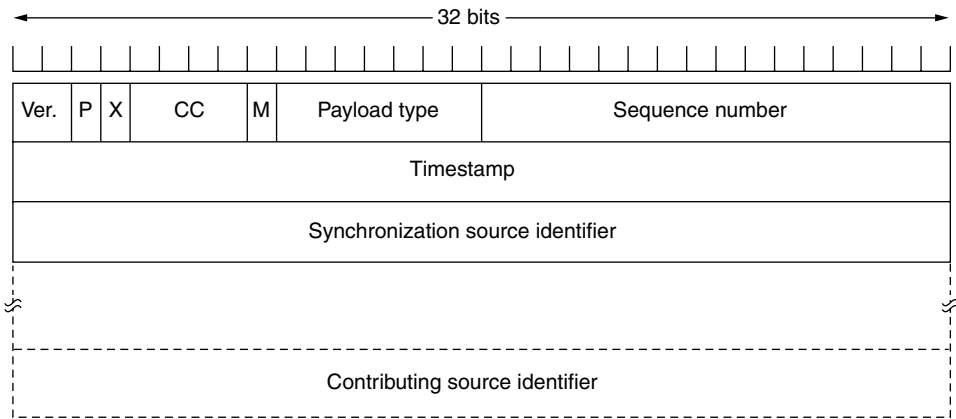 32 bits
Ver. P X CC M Payload type Sequence number
Timestamp
Synchronization source identifier
Contributing source identifier